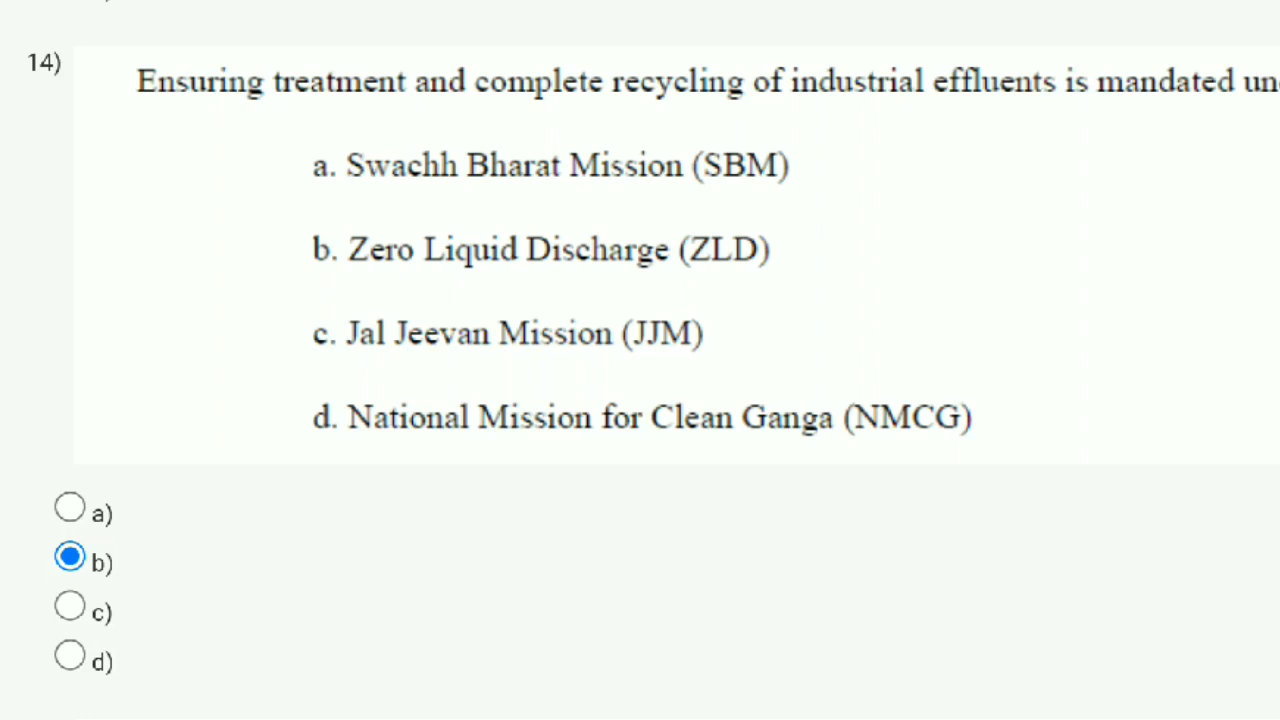 14)
Ensuring treatment and complete recycling of industrial effluents is mandated
a. Swachh Bharat Mission (SBM)
b. Zero Liquid Discharge (ZLD)
c. Jal Jeevan Mission (JJM)
d. National Mission for Clean Ganga (NMCG)
a)
b)
c)
d)